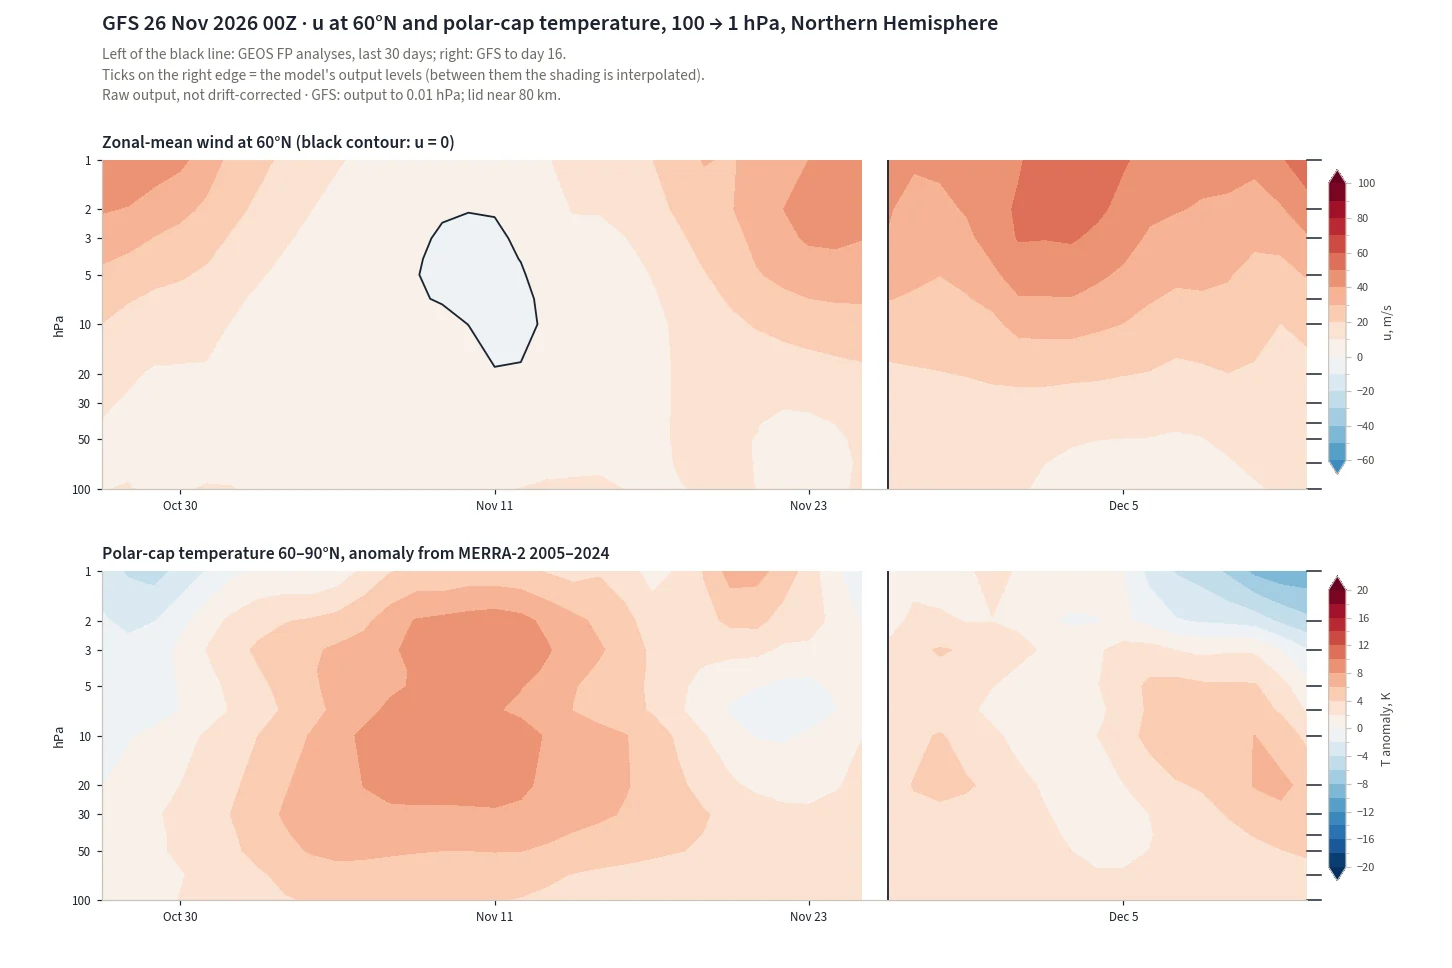 GFS 26 Nov 2026 00Z · u at 60°N and polar-cap temperature, 100 → 1 hPa, Northern Hemisphere
Left of the black line: GEOS FP analyses, last 30 days; right: GFS to day 16.
Ticks on the right edge = the model's output levels (between them the shading is interpolated).
Raw output, not drift-corrected · GFS: output to 0.01 hPa; lid near 80 km.
Zonal-mean wind at 60°N (black contour: u = 0)
1
2
3
5
10
20
30
50
100
hPa
Oct 30
Nov 11
Nov 23
Dec 5
100
80
60
40
20
0
−20
−40
−60
u, m/s
Polar-cap temperature 60–90°N, anomaly from MERRA-2 2005–2024
1
2
3
5
10
20
30
50
100
hPa
Oct 30
Nov 11
Nov 23
Dec 5
20
16
12
8
4
0
−4
−8
−12
−16
−20
T anomaly, K